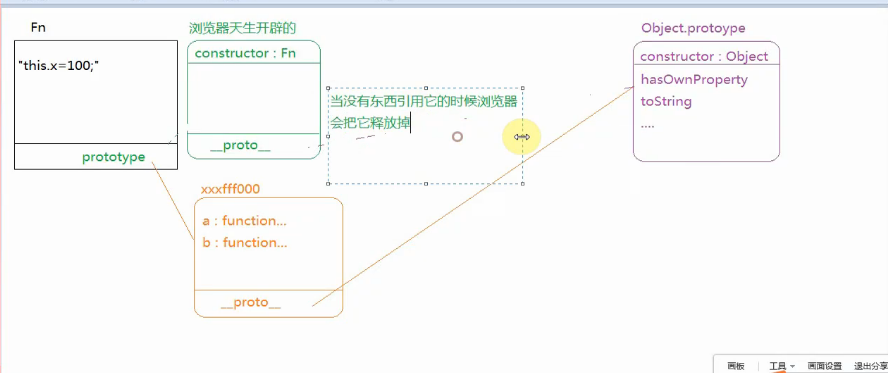 Fn
"this.x=100;"
prototype
浏览器天生开辟的
constructor : Fn
__proto__
当没有东西引用它的时候浏览器
会把它释放掉
xxxfff000
a : function...
b : function...
__proto__
Object.protoype
constructor : Object
hasOwnProperty
toString
....
画板
工具
画面设置
退出分享